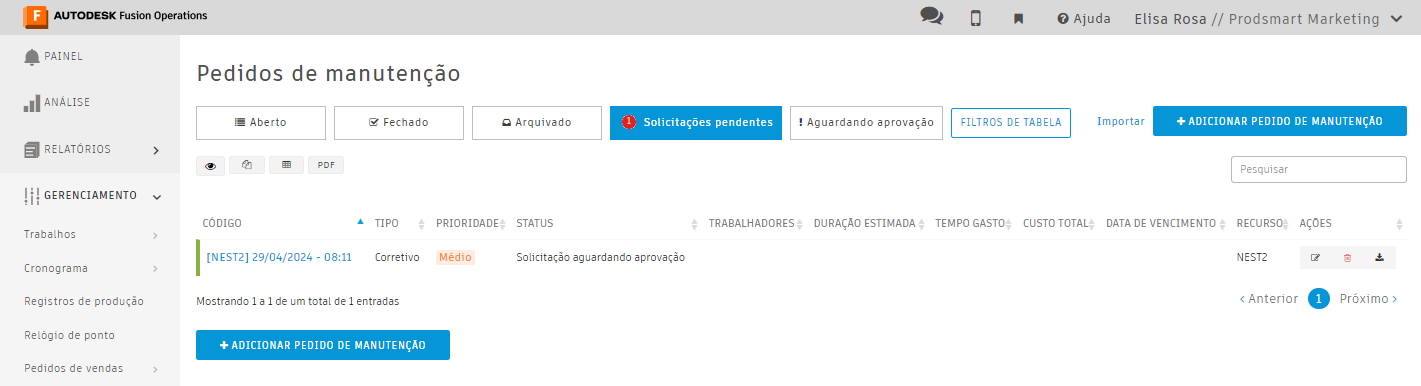 F AUTODESK Fusion Operations
Ajuda
Elisa Rosa // Prodsmart Marketing
PAINEL
ANÁLISE
RELATÓRIOS
GERENCIAMENTO
Trabalhos
Cronograma
Registros de produção
Relógio de ponto
Pedidos de vendas
Pedidos de manutenção
Aberto
Fechado
Arquivado
1 Solicitações pendentes
! Aguardando aprovação
FILTROS DE TABELA
Importar
+ ADICIONAR PEDIDO DE MANUTENÇÃO
PDF
Pesquisar
CÓDIGO TIPO PRIORIDADE STATUS TRABALHADORES DURAÇÃO ESTIMADA TEMPO GASTO CUSTO TOTAL DATA DE VENCIMENTO RECURSO AÇÕES
[NEST2] 29/04/2024 - 08:11 Corretivo Médio Solicitação aguardando aprovação NEST2
Mostrando 1 a 1 de um total de 1 entradas
‹ Anterior 1 Próximo ›
+ ADICIONAR PEDIDO DE MANUTENÇÃO